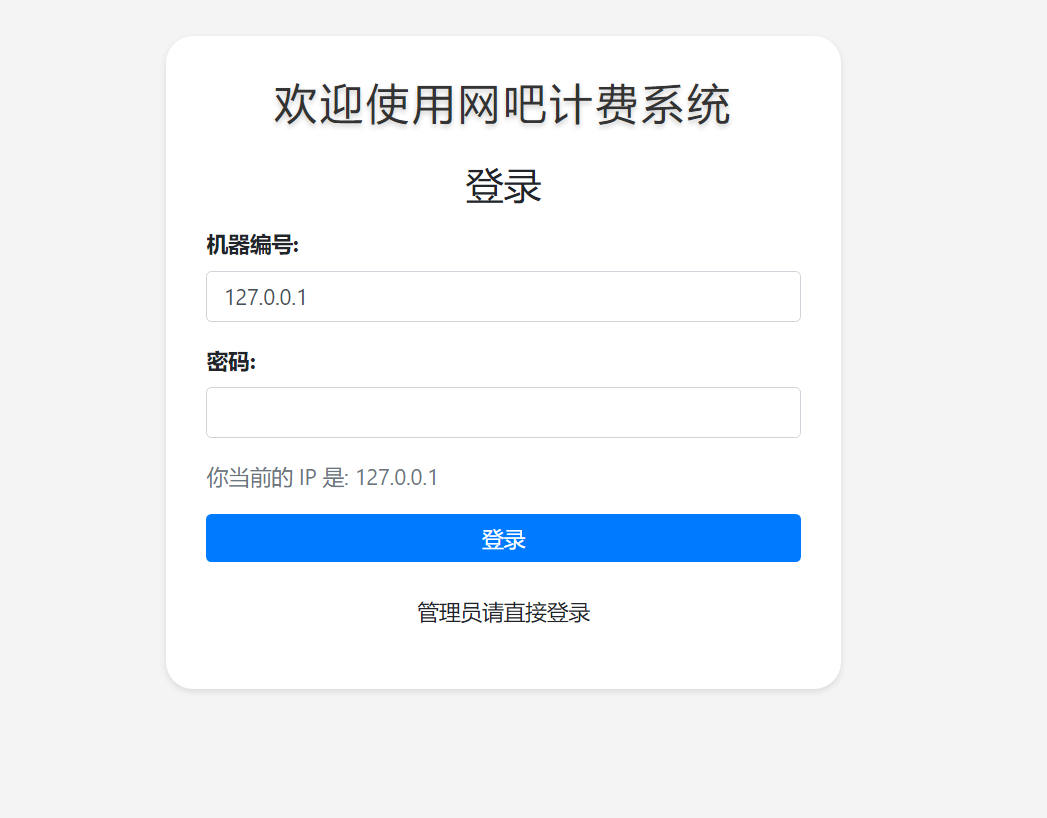 欢迎使用网吧计费系统
登录
机器编号:
127.0.0.1
密码:
你当前的 IP 是: 127.0.0.1
登录
管理员请直接登录